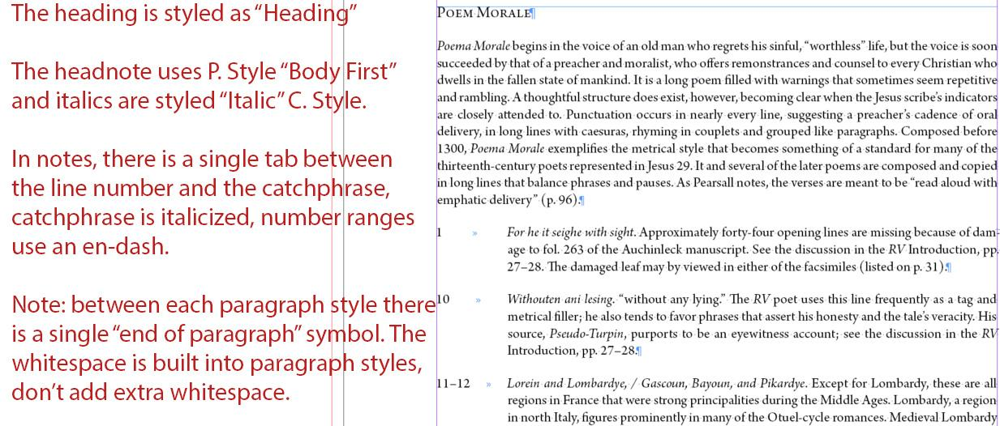 The heading is styled as “Heading”
The headnote uses P. Style “Body First”
and italics are styled “Italic” C. Style.
In notes, there is a single tab between
the line number and the catchphrase,
catchphrase is italicized, number ranges
use an en-dash.
Note: between each paragraph style there
is a single “end of paragraph” symbol. The
whitespace is built into paragraph styles,
don’t add extra whitespace.
Poem Morale¶
Poema Morale begins in the voice of an old man who regrets his sinful, “worthless” life, but the voice is soon
succeeded by that of a preacher and moralist, who offers remonstrances and counsel to every Christian who
dwells in the fallen state of mankind. It is a long poem filled with warnings that sometimes seem repetitive
and rambling. A thoughtful structure does exist, however, becoming clear when the Jesus scribe’s indicators
are closely attended to. Punctuation occurs in nearly every line, suggesting a preacher’s cadence of oral
delivery, in long lines with caesuras, rhyming in couplets and grouped like paragraphs. Composed before
1300, Poema Morale exemplifies the metrical style that becomes something of a standard for many of the
thirteenth-century poets represented in Jesus 29. It and several of the later poems are composed and copied
in long lines that balance phrases and pauses. As Pearsall notes, the verses are meant to be “read aloud with
emphatic delivery” (p. 96).¶
1 » For he it seighe with sight. Approximately forty-four opening lines are missing because of dam-
age to fol. 263 of the Auchinleck manuscript. See the discussion in the RV Introduction, pp.
27–28. The damaged leaf may by viewed in either of the facsimiles (listed on p. 31).¶
10 » Withouten ani lesing. “without any lying.” The RV poet uses this line frequently as a tag and
metrical filler; he also tends to favor phrases that assert his honesty and the tale’s veracity. His
source, Pseudo-Turpin, purports to be an eyewitness account; see the discussion in the RV
Introduction, pp. 27–28.¶
11–12 » Lorein and Lombardye, / Gascoun, Bayoun, and Pikardye. Except for Lombardy, these are all
regions in France that were strong principalities during the Middle Ages. Lombardy, a region
in north Italy, figures prominently in many of the Otuel-cycle romances. Medieval Lombardy